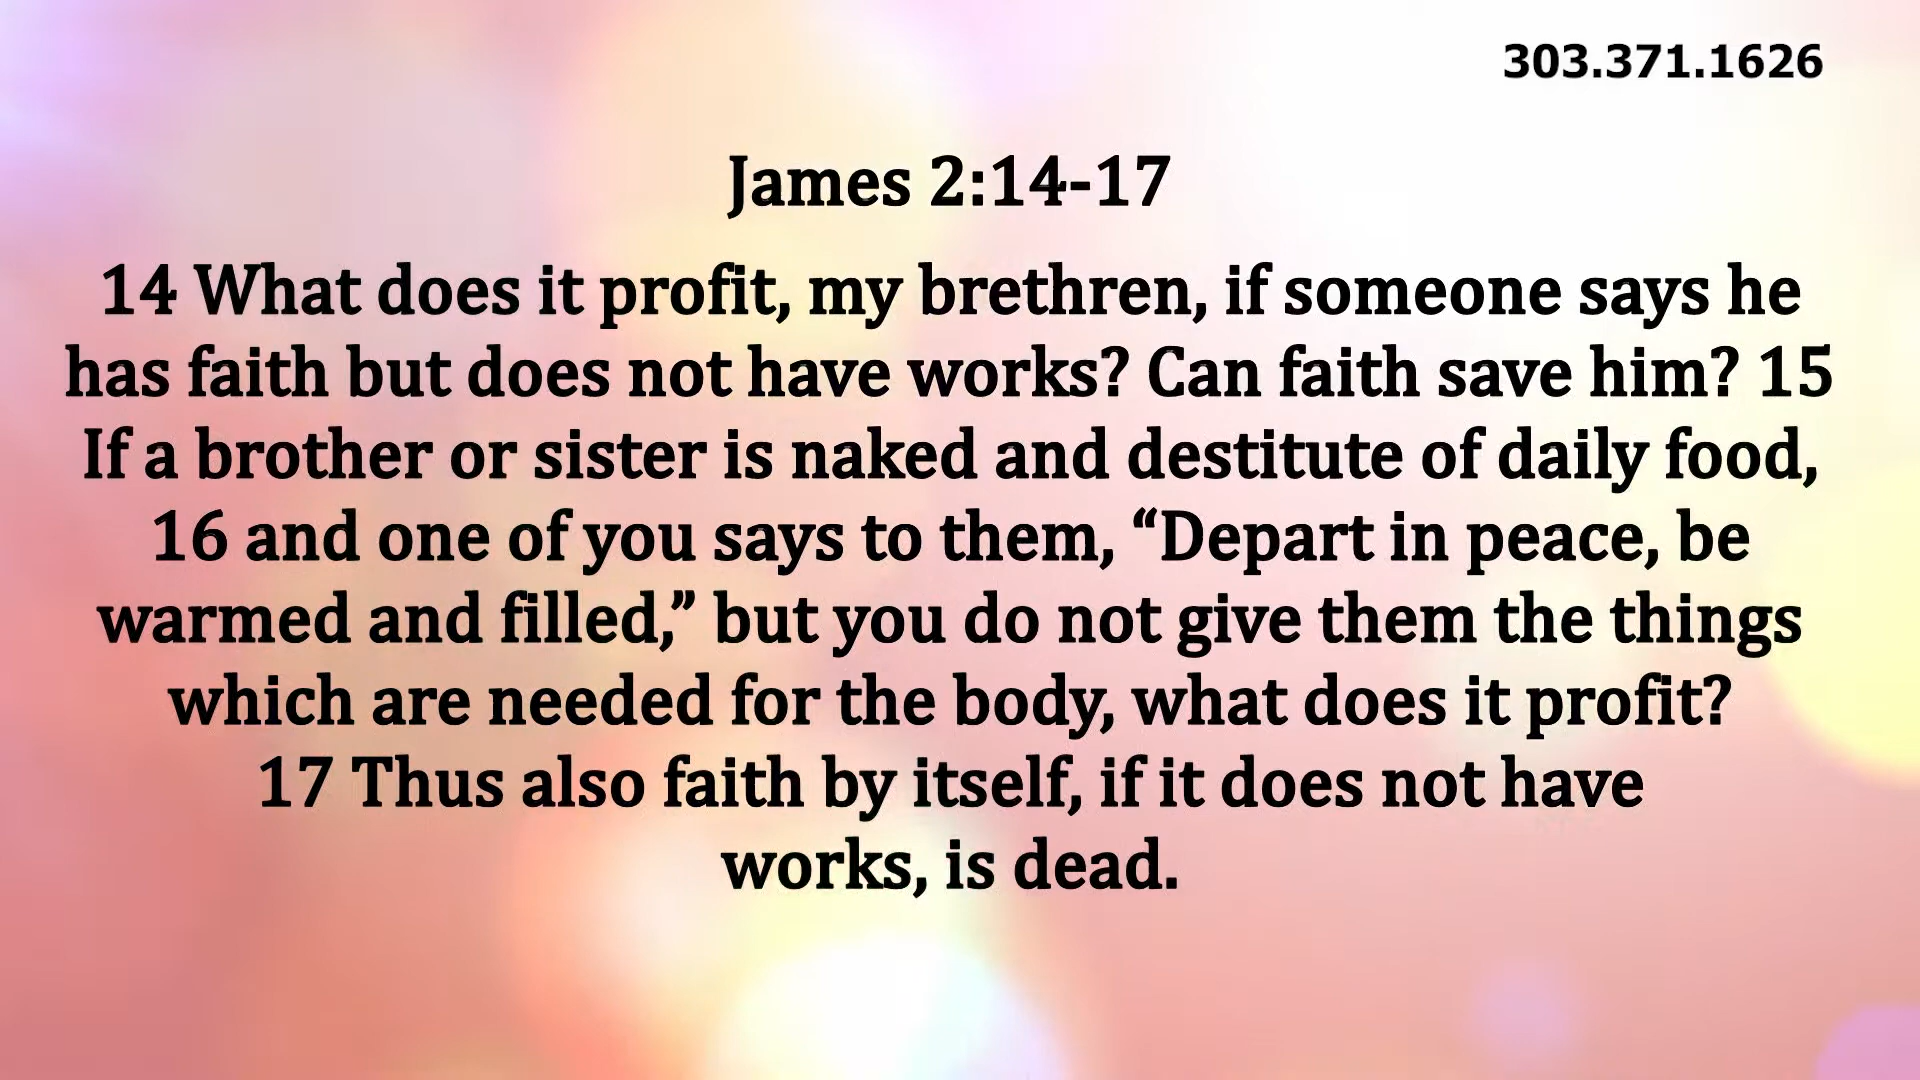 303.371.1626
James 2:14-17
14 What does it profit, my brethren, if someone says he
has faith but does not have works? Can faith save him? 15
If a brother or sister is naked and destitute of daily food,
16 and one of you says to them, “Depart in peace, be
warmed and filled,” but you do not give them the things
which are needed for the body, what does it profit?
17 Thus also faith by itself, if it does not have
works, is dead.